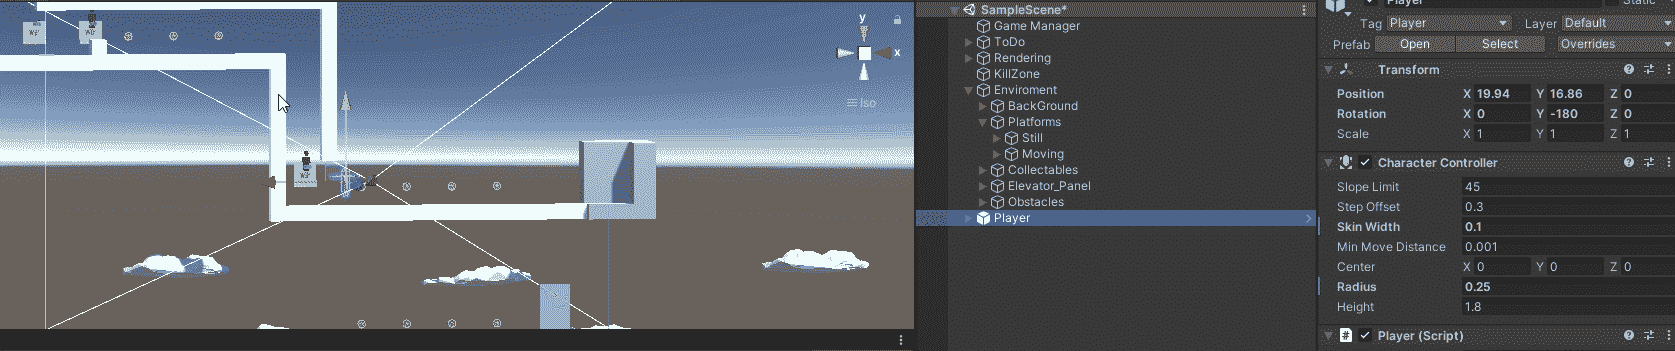 y
x
Iso
SampleScene*
Game Manager
ToDo
Rendering
KillZone
Enviroment
BackGround
Platforms
Still
Moving
Collectables
Elevator_Panel
Obstacles
Player
Player
Static
Tag Player Layer Default
Prefab Open Select Overrides
Transform
Position X 19.94 Y 16.86 Z 0
Rotation X 0 Y -180 Z 0
Scale X 1 Y 1 Z 1
Character Controller
Slope Limit 45
Step Offset 0.3
Skin Width 0.1
Min Move Distance 0.001
Center X 0 Y 0 Z 0
Radius 0.25
Height 1.8
# Player (Script)